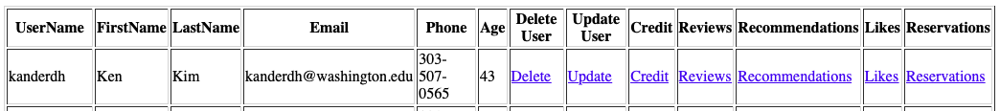 UserName FirstName LastName Email Phone Age Delete User Update User Credit Reviews Recommendations Likes Reservations
kanderdh Ken Kim kanderdh@washington.edu 303-507-0565 43 Delete Update Credit Reviews Recommendations Likes Reservations